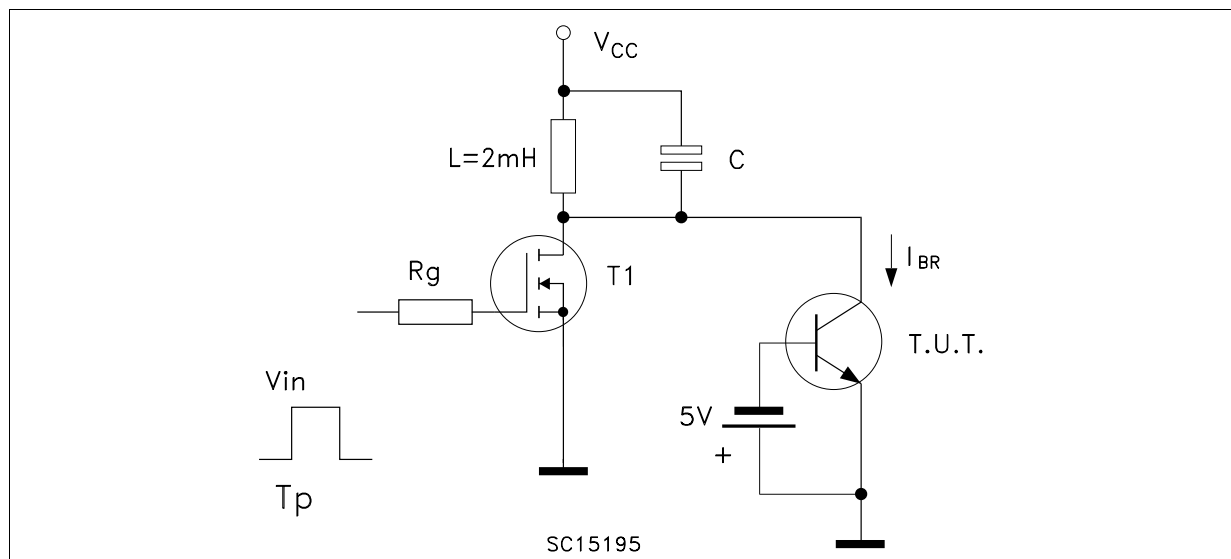 V_CC
L=2mH
C
Rg
T1
I_BR
T.U.T.
Vin
5V
+
Tp
SC15195